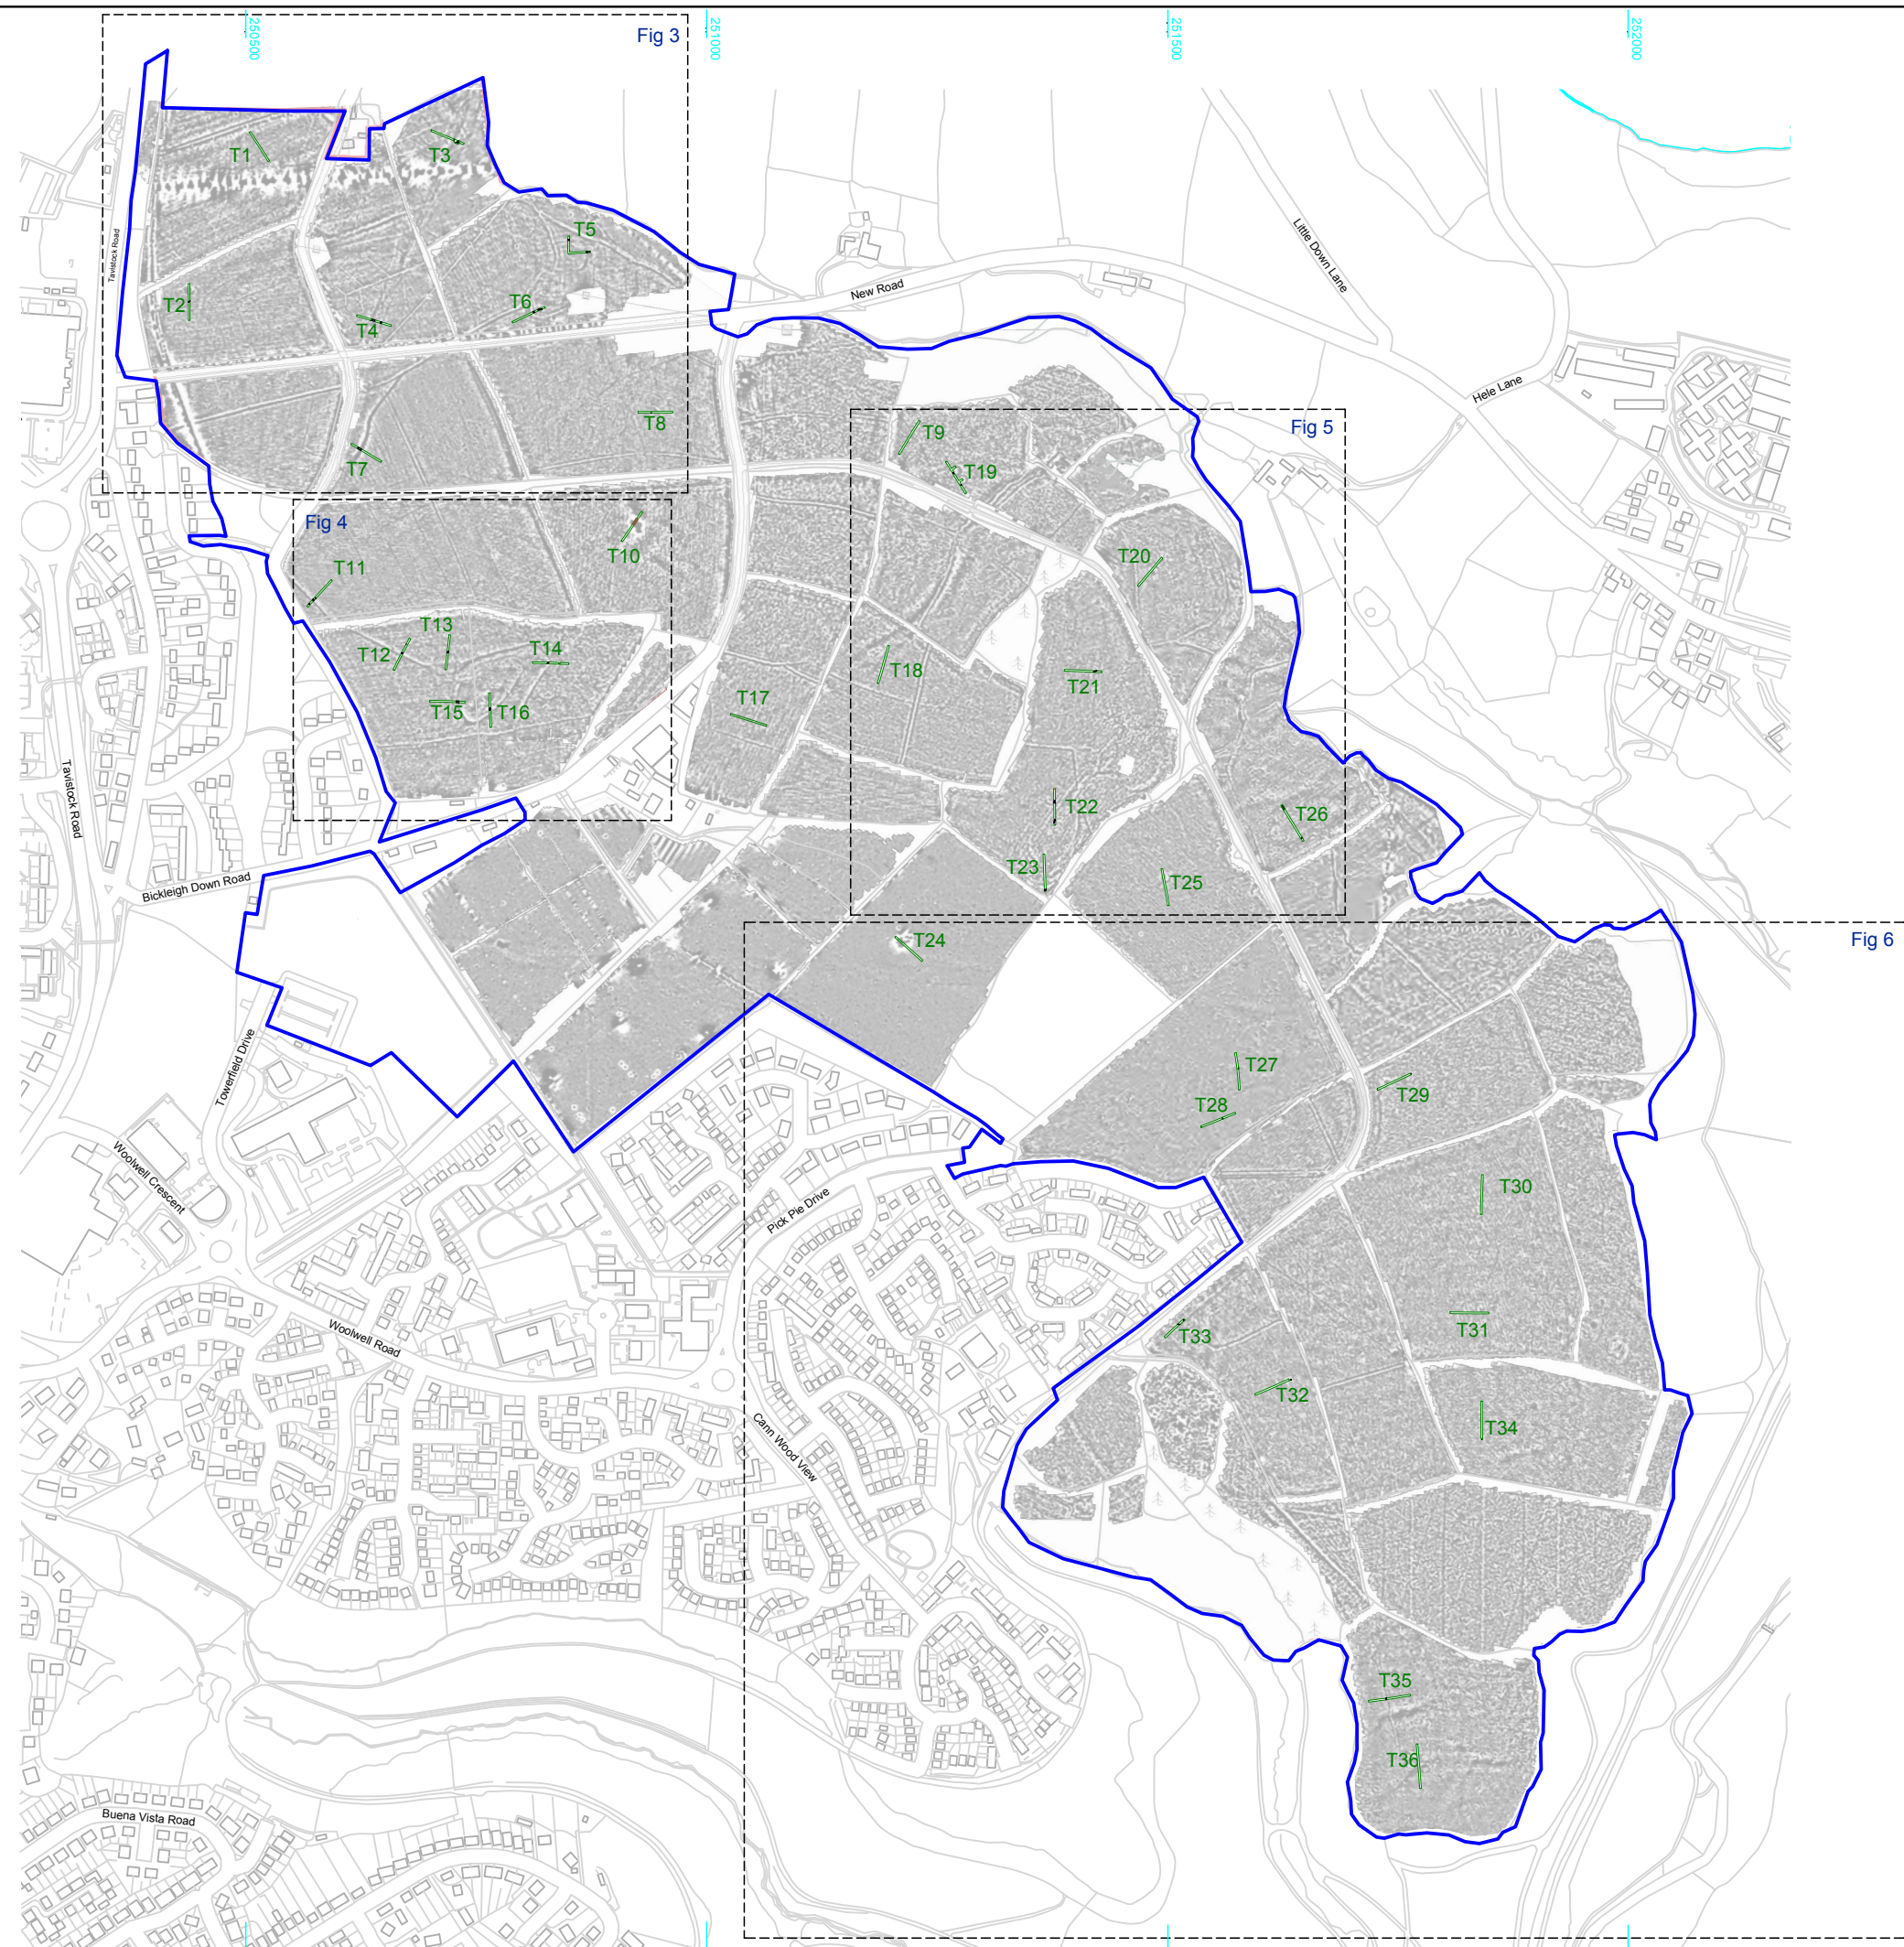 250500
251000
251500
252000
Fig 3
T1
T3
T5
T2
T4
T6
T8
T7
Tavistock Road
New Road
Little Down Lane
Hele Lane
Fig 5
T9
T19
Fig 4
T10
T11
T20
T13
T12
T14
T15
T16
T18
T17
T21
T22
T26
T23
T25
Tavistock Road
Bickleigh Down Road
Fig 6
T24
T27
T28
T29
Towerfield Drive
Woolwell Crescent
Pick Pie Drive
T30
T31
T33
T32
T34
Woolwell Road
Cann Wood View
T35
T36
Buena Vista Road